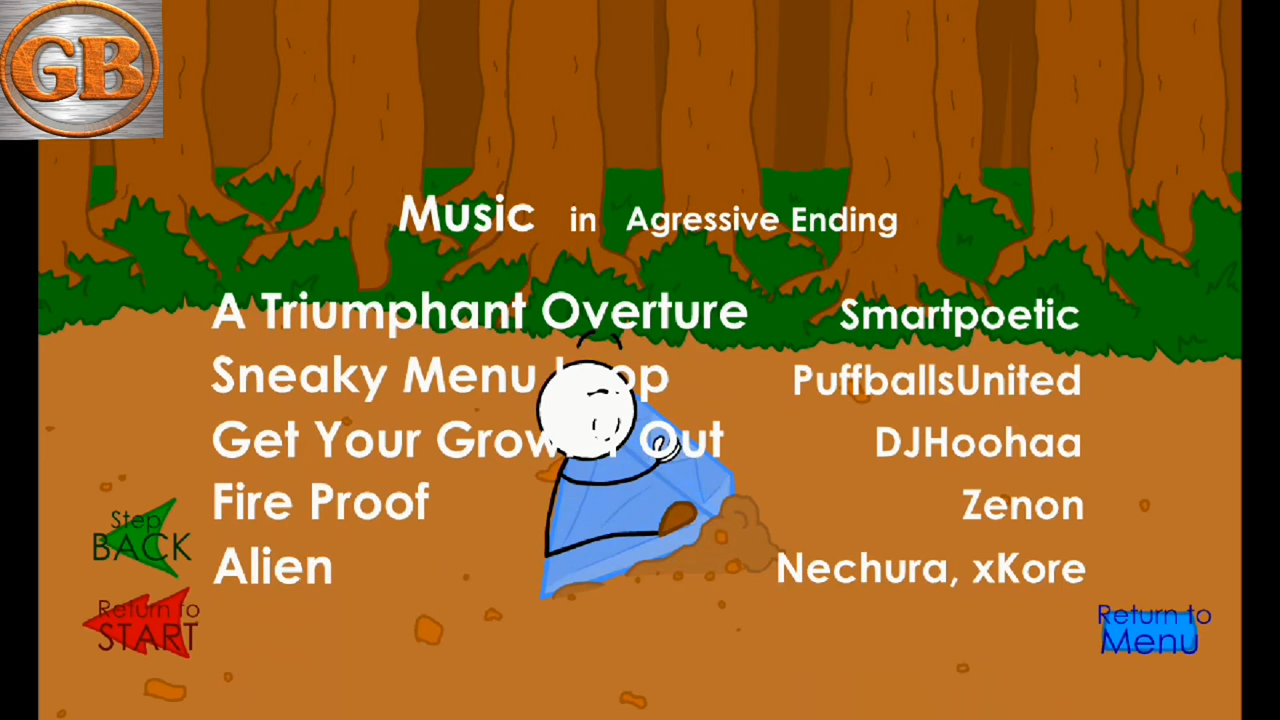 GB
Music in Agressive Ending
A Triumphant Overture Smartpoetic
Sneaky Menu PuffballsUnited
Get Your Out DJHoohaa
Fire Proof Zenon
Alien Nechura, xKore
Step
BACK
Return to
START
Return to
Menu